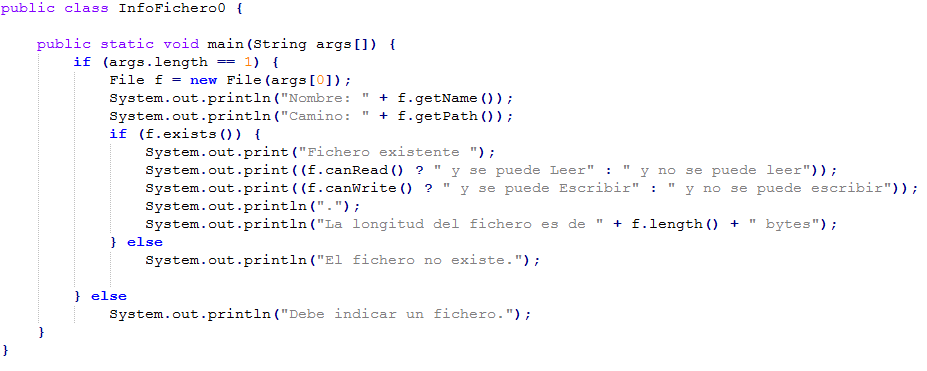 public class InfoFichero0 {
public static void main(String args[]) {
if (args.length == 1) {
File f = new File(args[0]);
System.out.println("Nombre: " + f.getName());
System.out.println("Camino: " + f.getPath());
if (f.exists()) {
System.out.print("Fichero existente ");
System.out.print((f.canRead() ? " y se puede Leer" : " y no se puede leer"));
System.out.print((f.canWrite() ? " y se puede Escribir" : " y no se puede escribir"));
System.out.println(".");
System.out.println("La longitud del fichero es de " + f.length() + " bytes");
} else
System.out.println("El fichero no existe.");
} else
System.out.println("Debe indicar un fichero.");
}
}